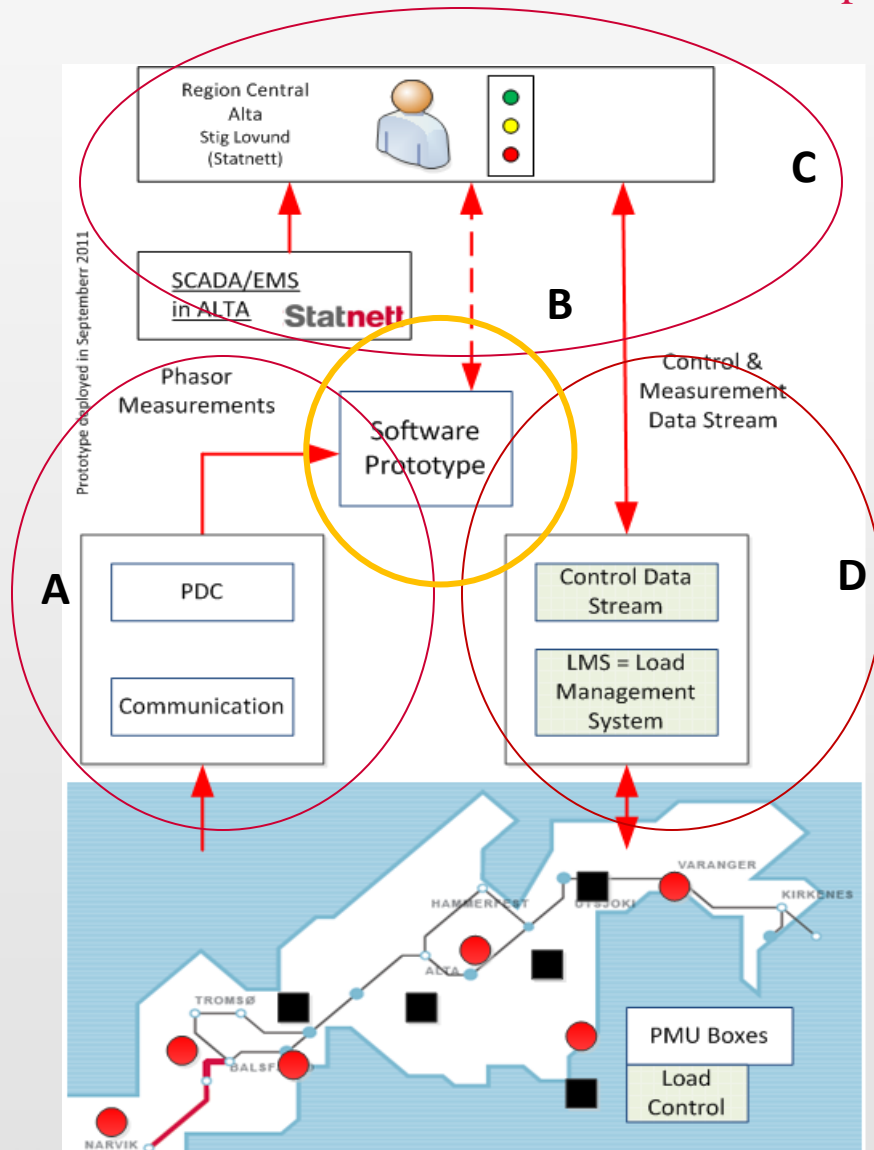 p
Region Central
Alta
Stig Lovund
(Statnett)
C
Prototype deployed in Septemberr 2011
SCADA/EMS
in ALTA
Statnett
B
Phasor
Measurements
Control &
Measurement
Data Stream
Software
Prototype
A
PDC
Communication
D
Control Data
Stream
LMS = Load
Management
System
VARANGER
KIRKENES
HAMMERFEST
ALTA
TROMSØ
NARVIK
PMU Boxes
Load
Control